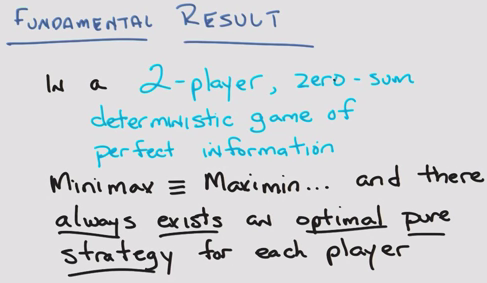 FUNDAMENTAL RESULT
IN a 2-player, zero-sum
deterministic game of
perfect information
Minimax ≡ Maximin... and there
always exists an optimal pure
strategy for each player